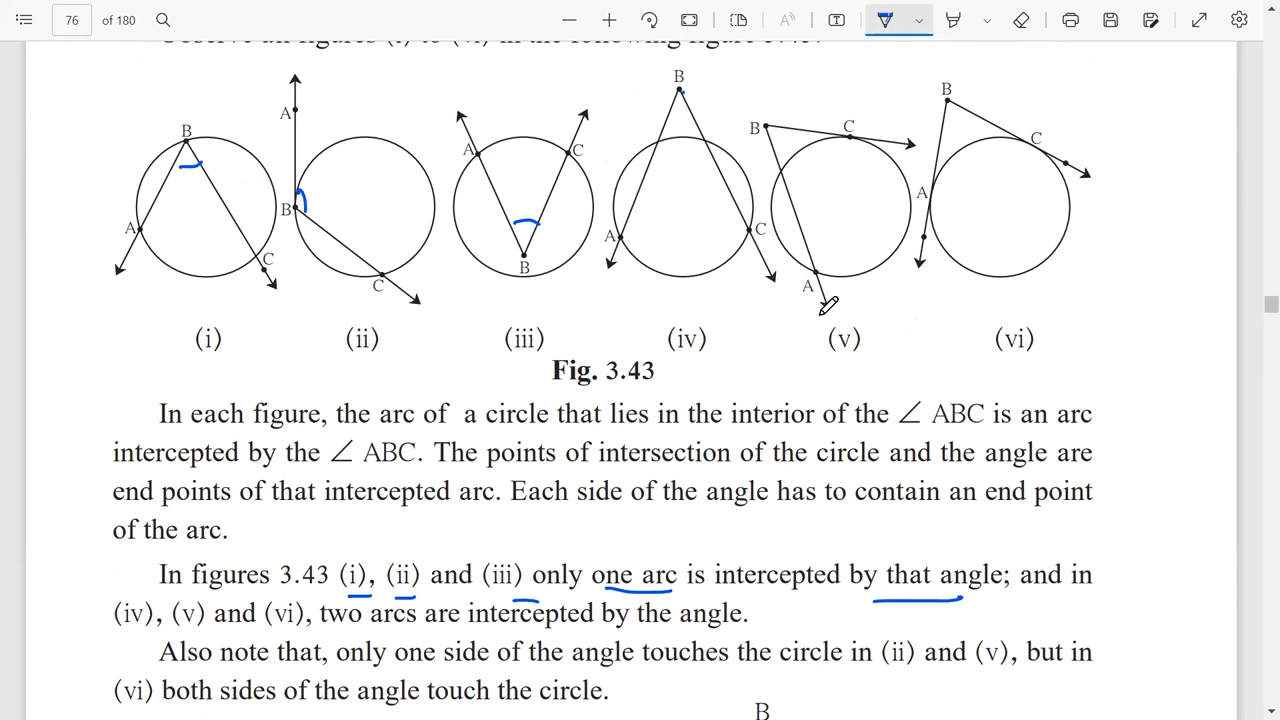 76 of 180
B A B A C B C A B C B A C B C A B C A
(i) (ii) (iii) (iv) (v) (vi)
Fig. 3.43
In each figure, the arc of a circle that lies in the interior of the ∠ ABC is an arc
intercepted by the ∠ ABC. The points of intersection of the circle and the angle are
end points of that intercepted arc. Each side of the angle has to contain an end point
of the arc.
In figures 3.43 (i), (ii) and (iii) only one arc is intercepted by that angle; and in
(iv), (v) and (vi), two arcs are intercepted by the angle.
Also note that, only one side of the angle touches the circle in (ii) and (v), but in
(vi) both sides of the angle touch the circle.
B